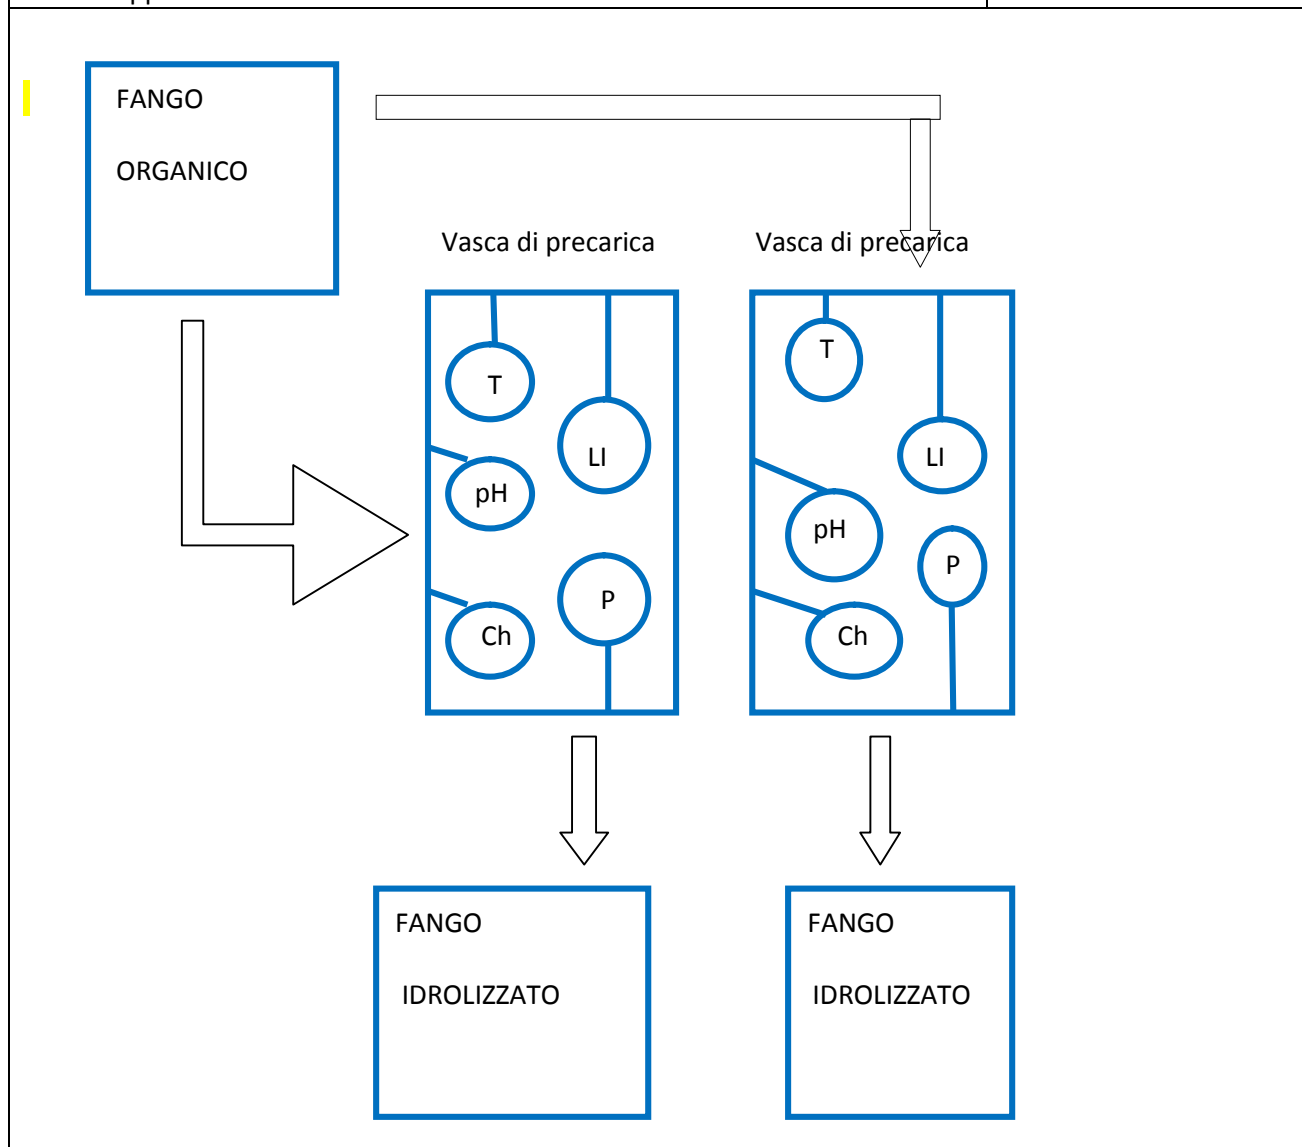 FANGO
ORGANICO
Vasca di precarica
Vasca di precarica
T
LI
pH
P
Ch
T
LI
pH
P
Ch
FANGO
IDROLIZZATO
FANGO
IDROLIZZATO